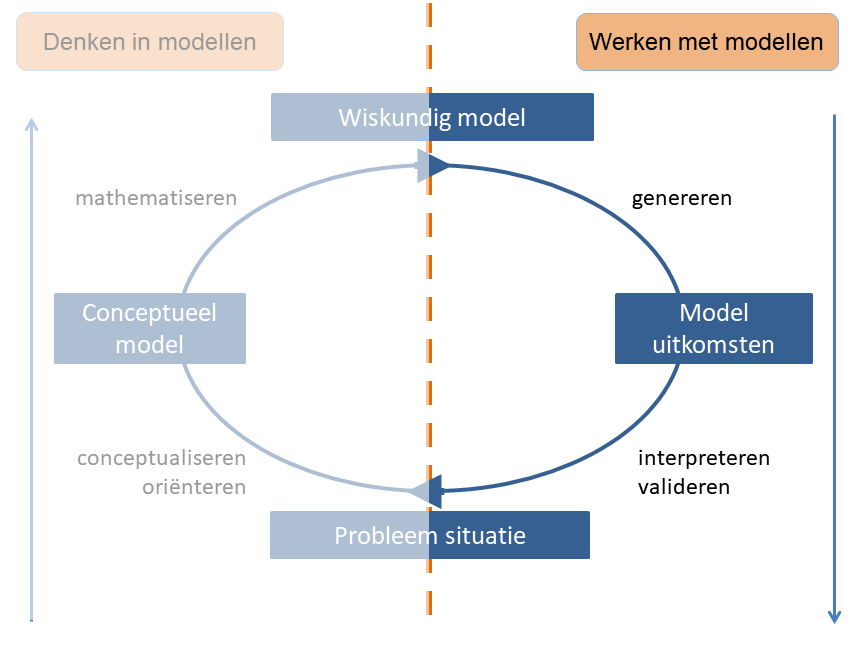 Denken in modellen
Werken met modellen
Wiskundig model
mathematiseren
genereren
Conceptueel
model
Model
uitkomsten
conceptualiseren
oriënteren
interpreteren
valideren
Probleem situatie